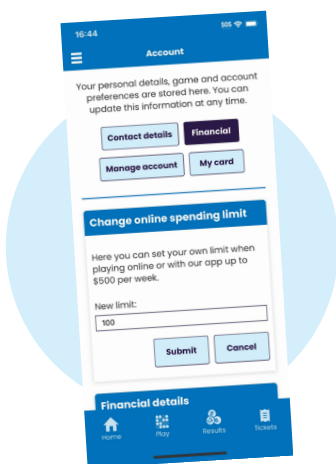 16:44
SOS
Account
Your personal details, game and account
preferences are stored here. You can
update this information at any time.
Contact details
Financial
Manage account
My card
Change online spending limit
Here you can set your own limit when
playing online or with our app up to
$500 per week.
New limit:
100
Submit
Cancel
Financial details
Home
Play
Results
Tickets